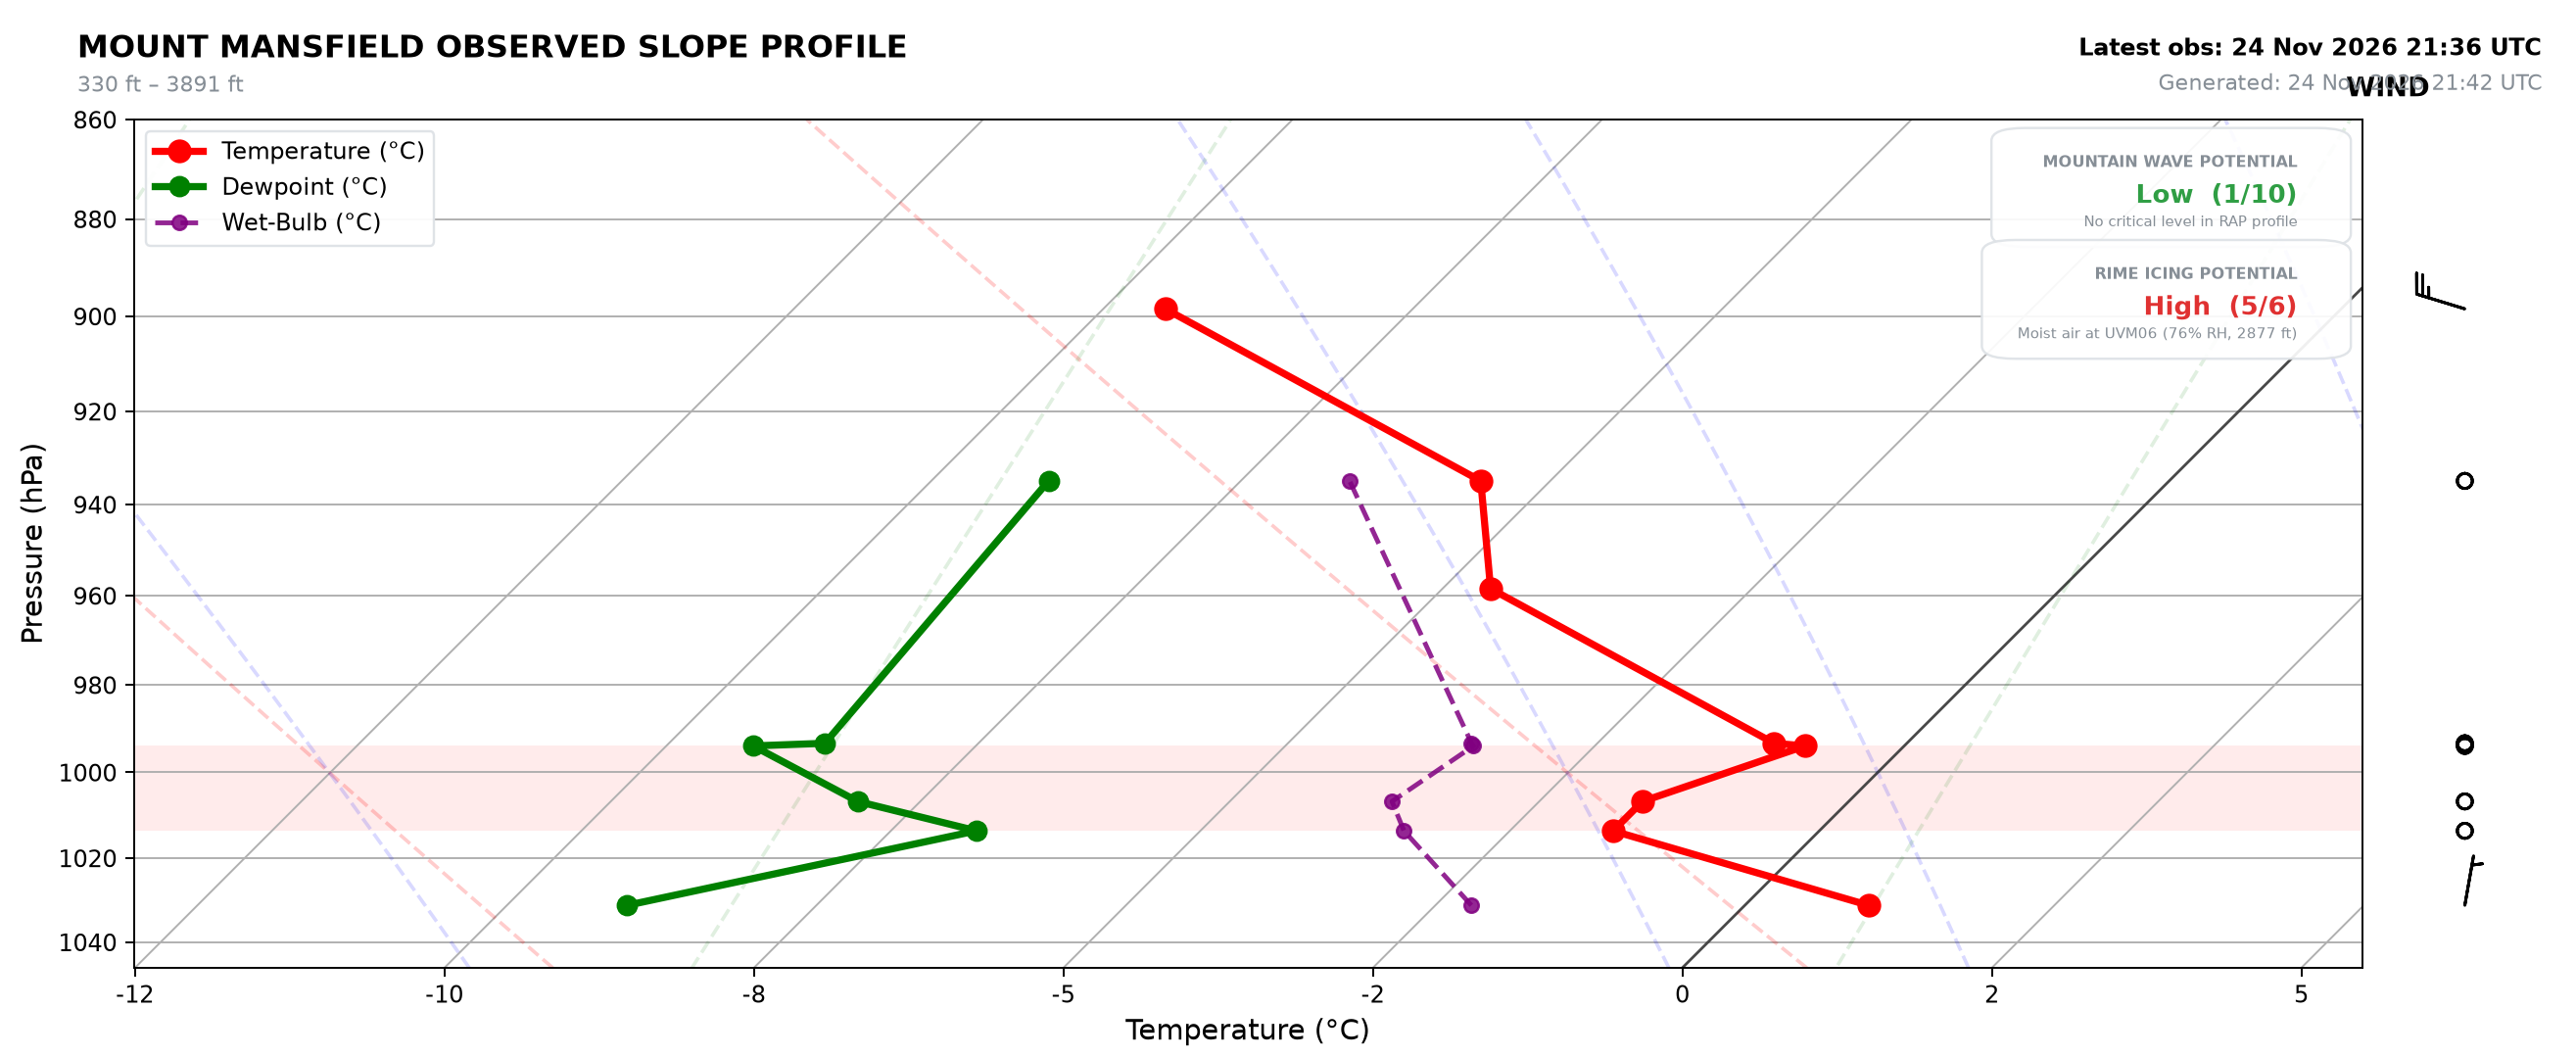 MOUNT MANSFIELD OBSERVED SLOPE PROFILE
330 ft – 3891 ft
Latest obs: 24 Nov 2026 21:36 UTC
Generated: 24 Nov 2026 21:42 UTC
WIND
Temperature (°C)
Dewpoint (°C)
Wet-Bulb (°C)
MOUNTAIN WAVE POTENTIAL
Low (1/10)
No critical level in RAP profile
RIME ICING POTENTIAL
High (5/6)
Moist air at UVM06 (76% RH, 2877 ft)
Pressure (hPa)
860
880
900
920
940
960
980
1000
1020
1040
-12
-10
-8
-5
-2
0
2
5
Temperature (°C)